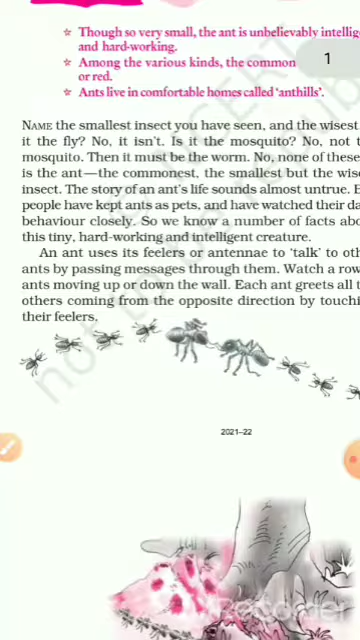 ☆ Though so very small, the ant is unbelievably intellig
and hard-working.
☆ Among the various kinds, the common
or red.
1
☆ Ants live in comfortable homes called 'anthills'.
NAME the smallest insect you have seen, and the wisest
it the fly? No, it isn't. Is it the mosquito? No, not t
mosquito. Then it must be the worm. No, none of these
is the ant—the commonest, the smallest but the wise
insect. The story of an ant's life sounds almost untrue. B
people have kept ants as pets, and have watched their da
behaviour closely. So we know a number of facts abo
this tiny, hard-working and intelligent creature.
An ant uses its feelers or antennae to 'talk' to oth
ants by passing messages through them. Watch a row
ants moving up or down the wall. Each ant greets all t
others coming from the opposite direction by touchi
their feelers.
2021–22